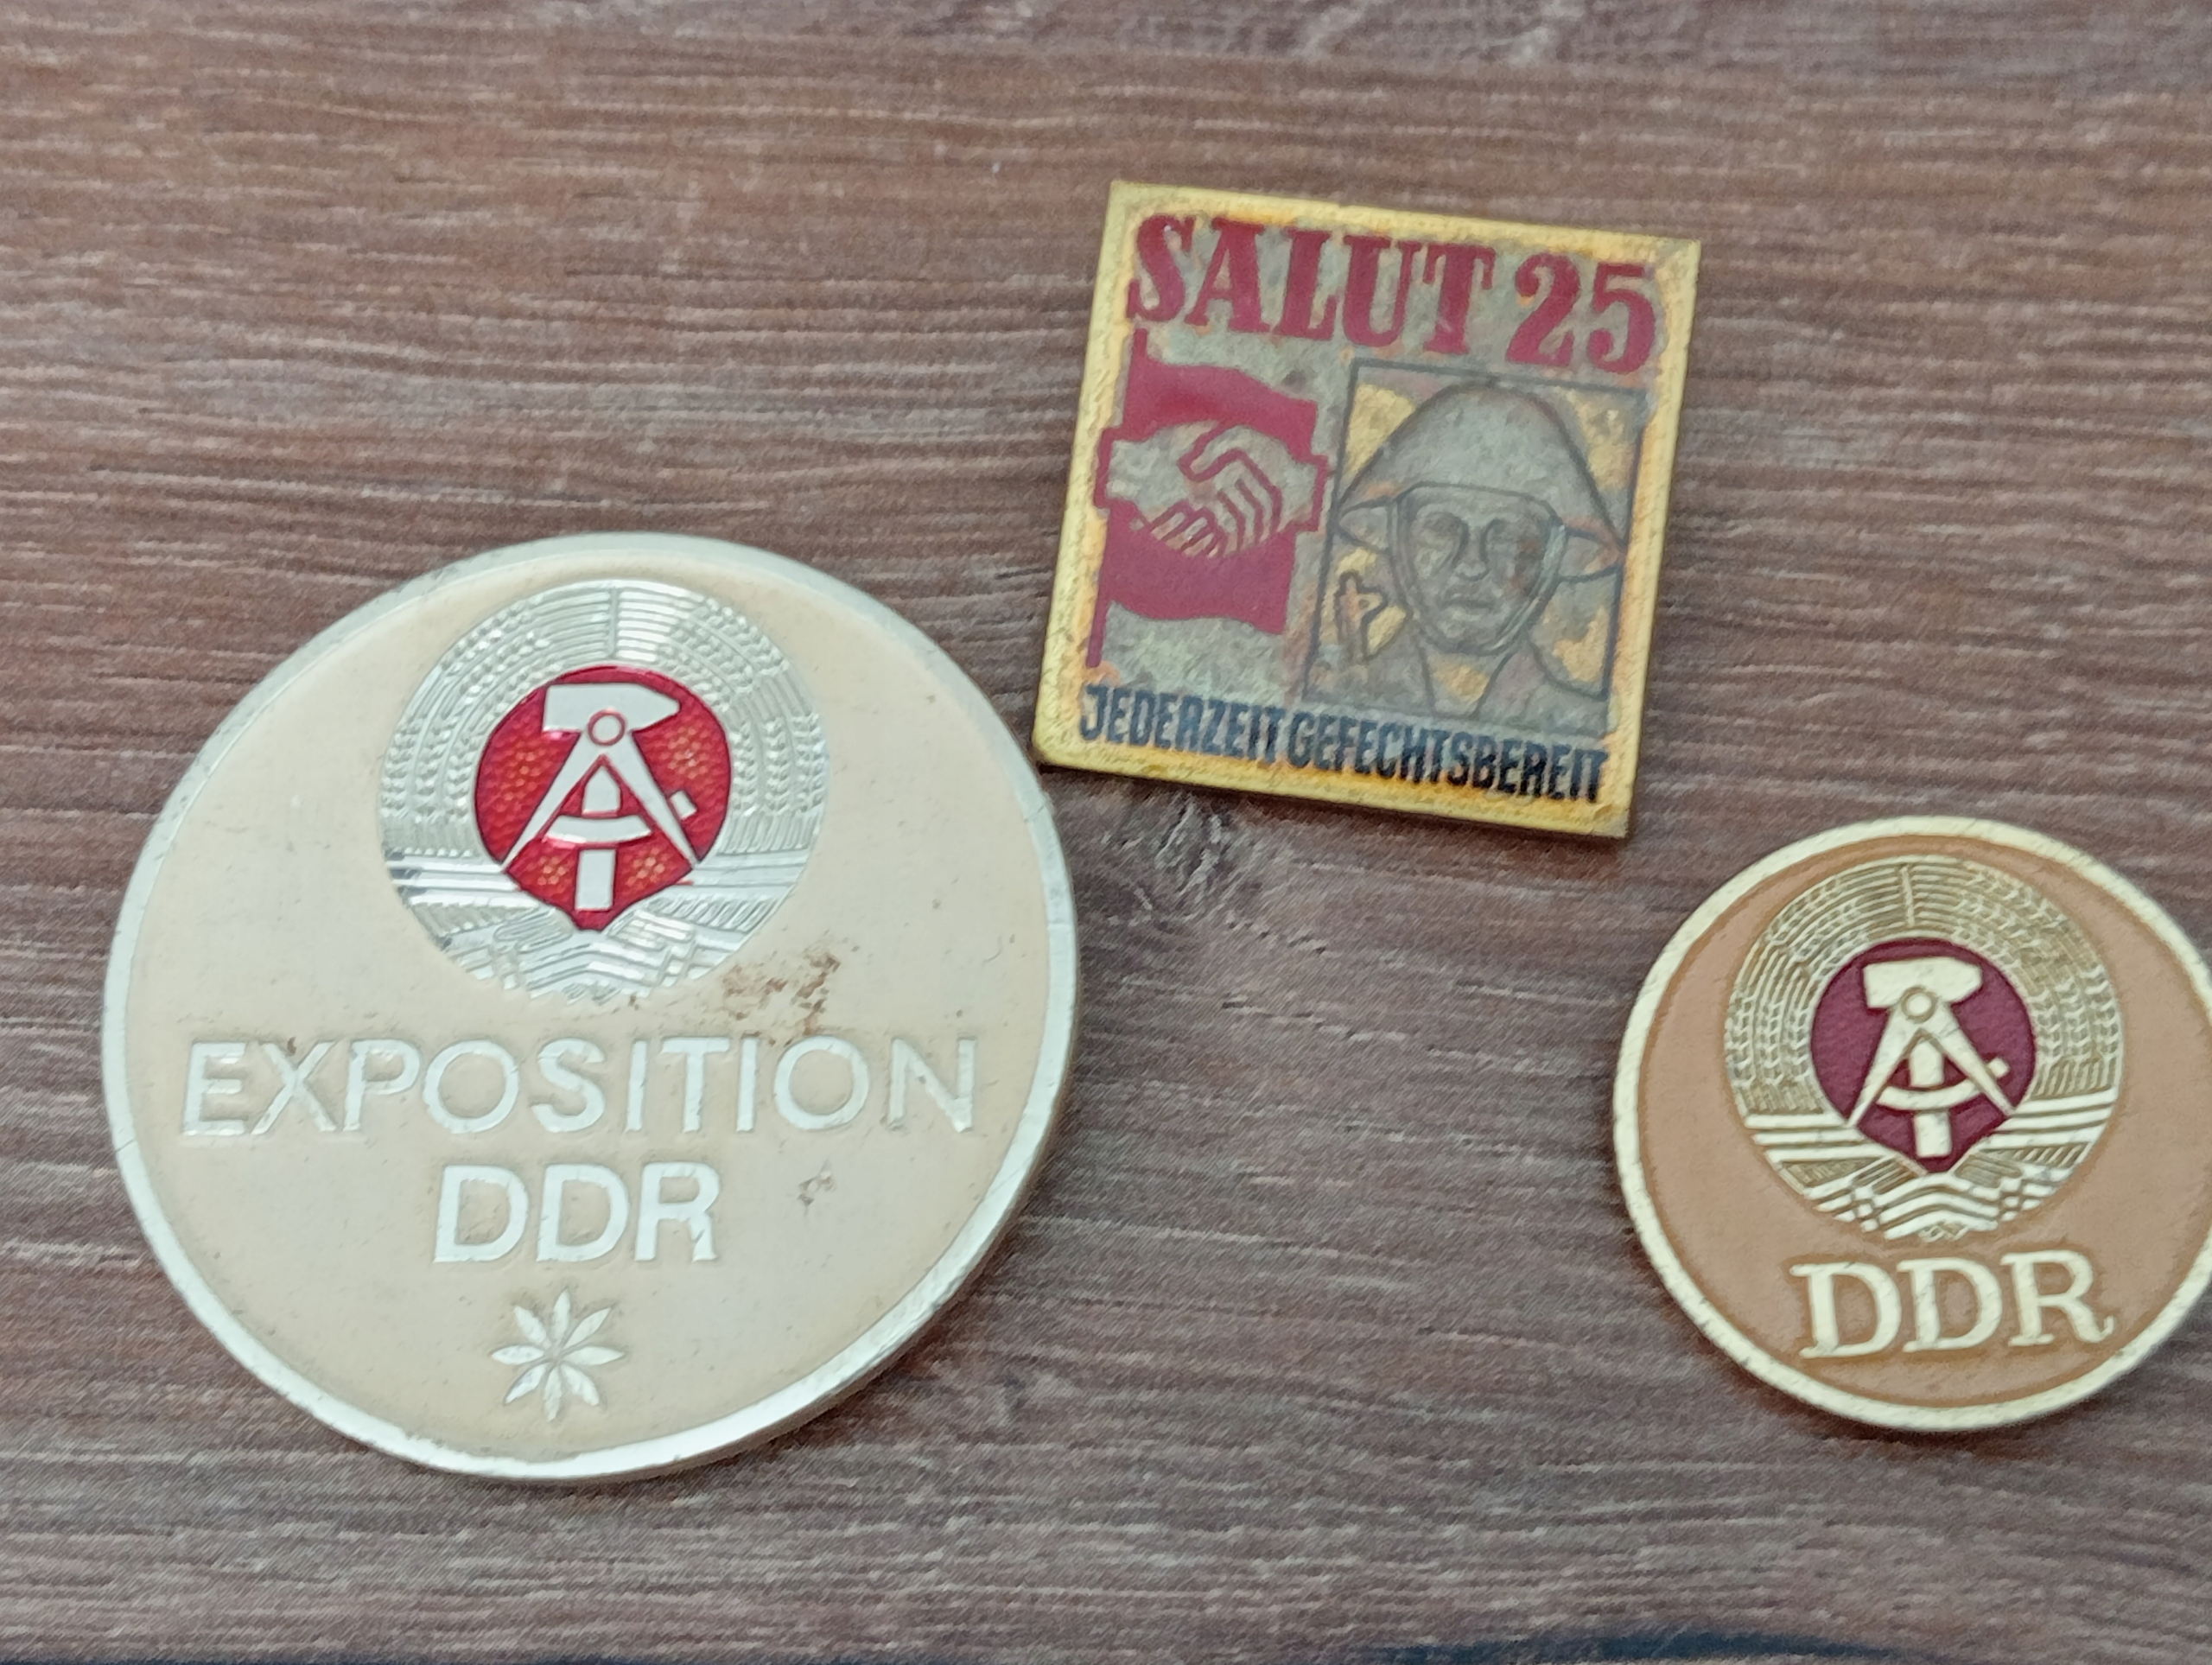 SALUT 25
JEDERZEIT GEFECHTSBEREIT
EXPOSITION
DDR
DDR